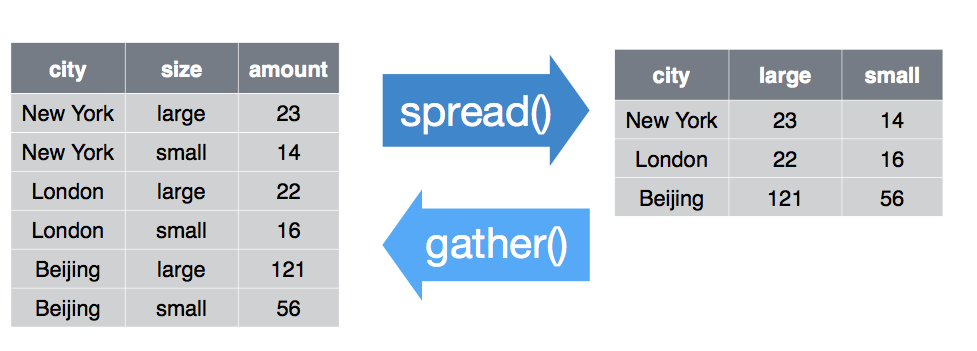 city size amount
New York large 23
New York small 14
London large 22
London small 16
Beijing large 121
Beijing small 56
spread()
gather()
city large small
New York 23 14
London 22 16
Beijing 121 56